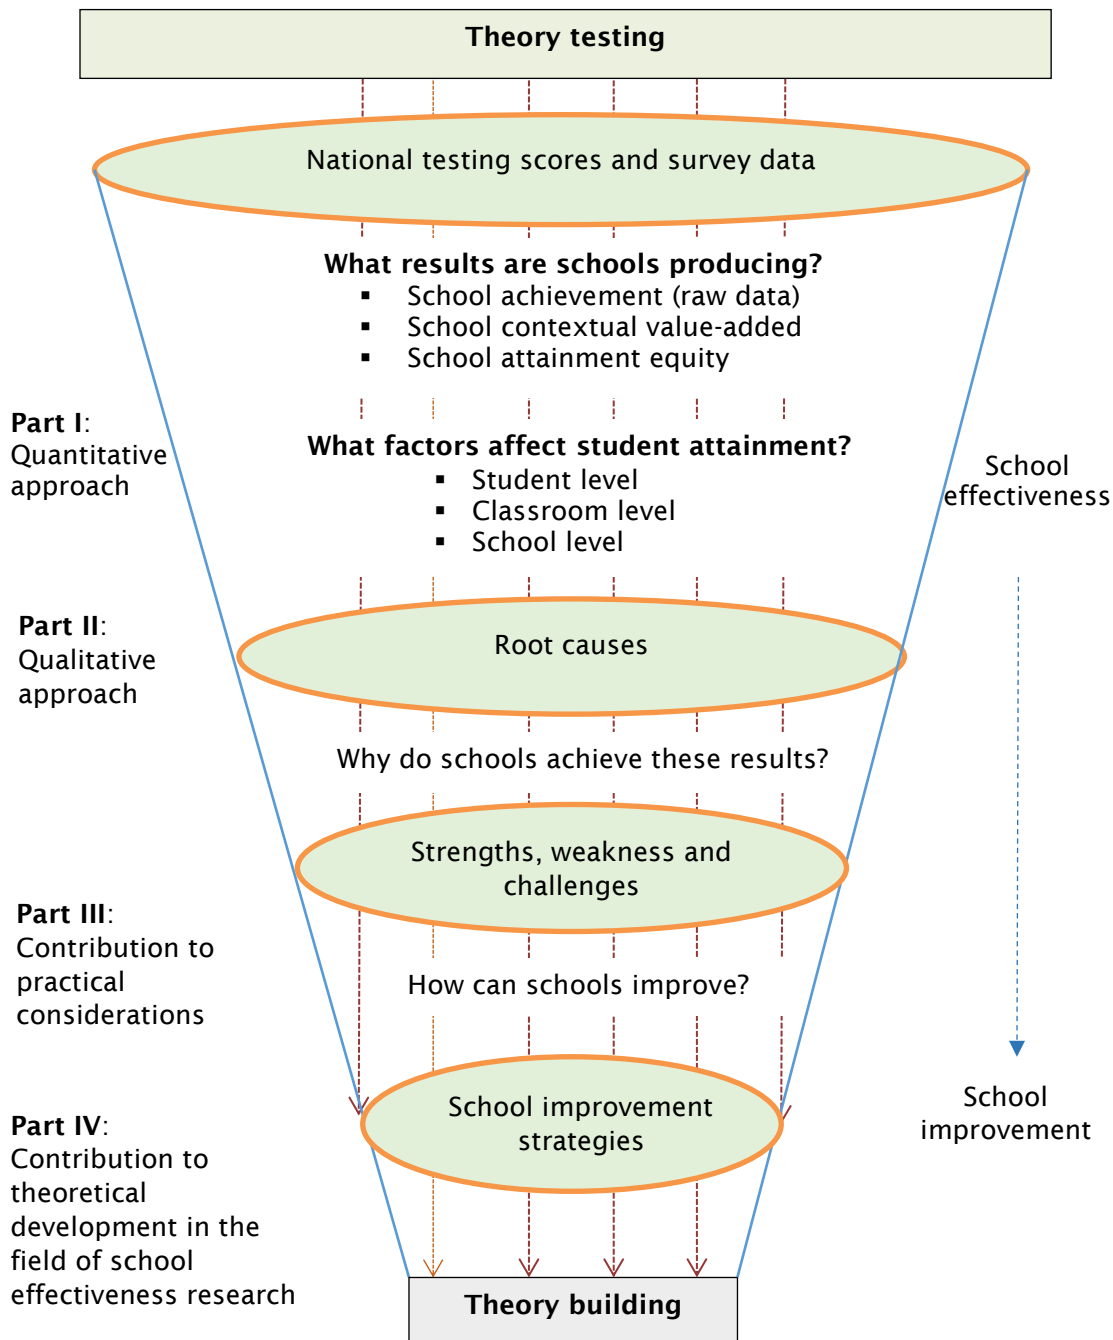 Theory testing
National testing scores and survey data
What results are schools producing?
▪ School achievement (raw data)
▪ School contextual value-added
▪ School attainment equity
Part I:
Quantitative
approach
What factors affect student attainment?
▪ Student level
▪ Classroom level
▪ School level
School
effectiveness
Part II:
Qualitative
approach
Root causes
Why do schools achieve these results?
Strengths, weakness and
challenges
Part III:
Contribution to
practical
considerations
How can schools improve?
School improvement
strategies
School
improvement
Part IV:
Contribution to
theoretical
development in the
field of school
effectiveness research
Theory building